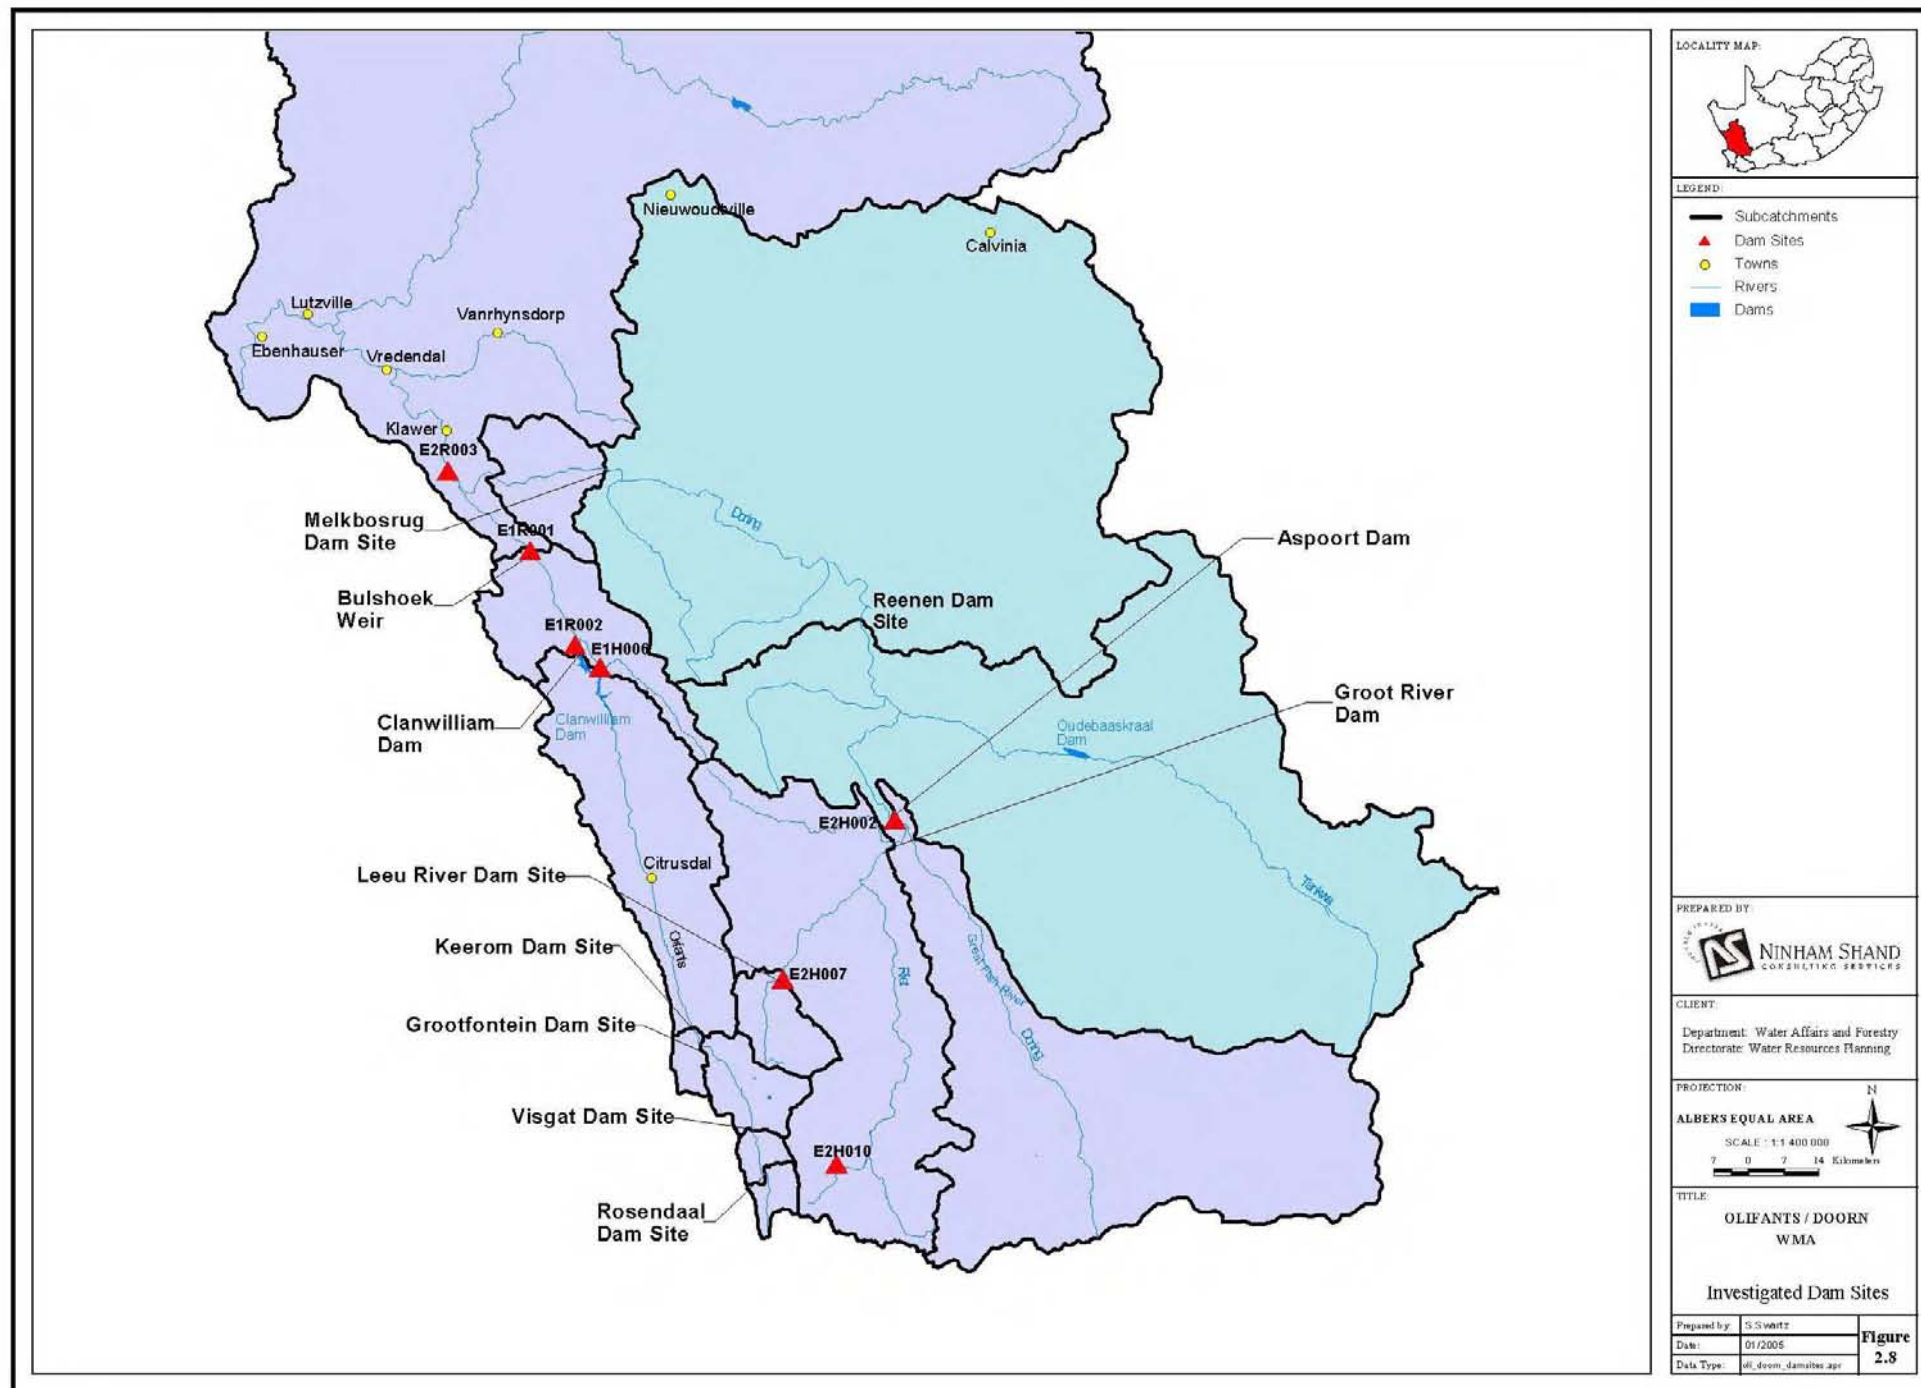 Nieuwoudtville
Calvinia
Lutzville
Vanrhynsdorp
Ebenhauser
Vredendal
Klawer
E2R003
Melkbosrug
Dam Site
E1R001
Doring
Aspoort Dam
Bulshoek
Weir
Reenen Dam
Site
E1R002
E1H006
Groot River
Dam
Clanwilliam
Dam
Clanwilliam
Dam
Oudebaaskraal
Dam
E2H002
Citrusdal
Leeu River Dam Site
Tankwa
Keerom Dam Site
E2H007
Riet
Great Fish River
Grootfontein Dam Site
Doring
Visgat Dam Site
E2H010
Rosendaal
Dam Site
LOCALITY MAP:
LEGEND:
Subcatchments
Dam Sites
Towns
Rivers
Dams
PREPARED BY:
NINHAM SHAND
CONSULTING SERVICES
CLIENT:
Department: Water Affairs and Forestry
Directorate: Water Resources Planning
PROJECTION:
N
ALBERS EQUAL AREA
SCALE : 1:1 400 000
7 0 7 14 Kilometers
TITLE:
OLIFANTS / DOORN
WMA
Investigated Dam Sites
Prepared by: S.Swartz
Date: 01/2005
Data Type: oli_doorn_damsites.apr
Figure
2.8